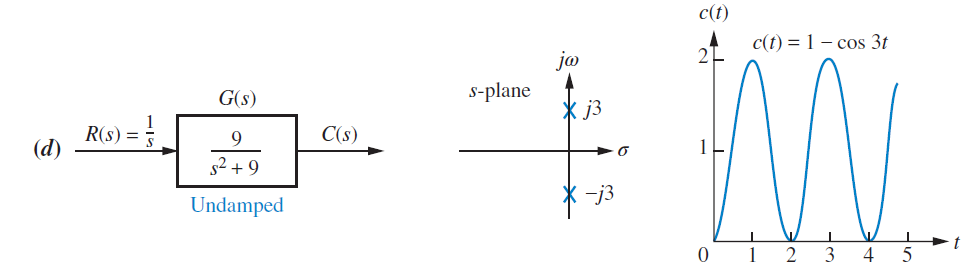 (d)
R(s) = 1/s
G(s)
9
s² + 9
Undamped
C(s)
s-plane
jω
j3
σ
−j3
c(t)
c(t) = 1 − cos 3t
2
1
0 1 2 3 4 5
t